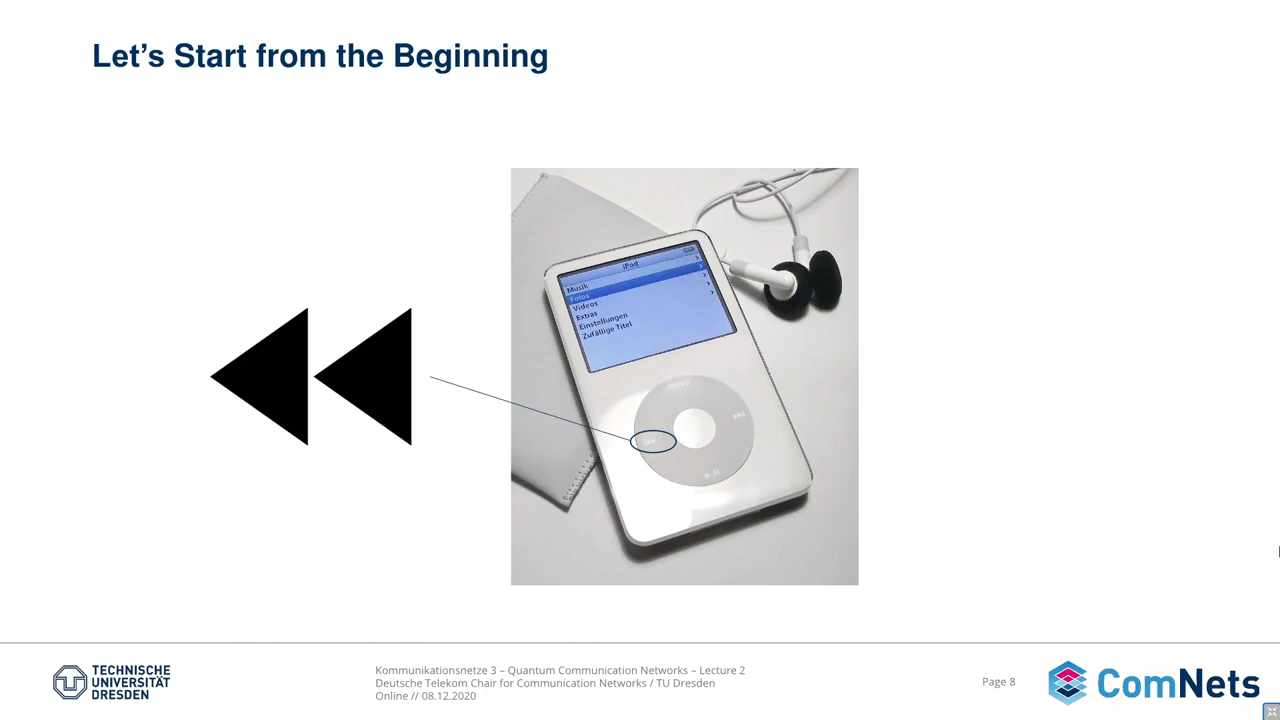 Let’s Start from the Beginning
iPod
Musik
Fotos
Videos
Extras
Einstellungen
Zufällige Titel
MENU
TECHNISCHE
UNIVERSITÄT
DRESDEN
Kommunikationsnetze 3 – Quantum Communication Networks – Lecture 2
Deutsche Telekom Chair for Communication Networks / TU Dresden
Online // 08.12.2020
Page 8
ComNets